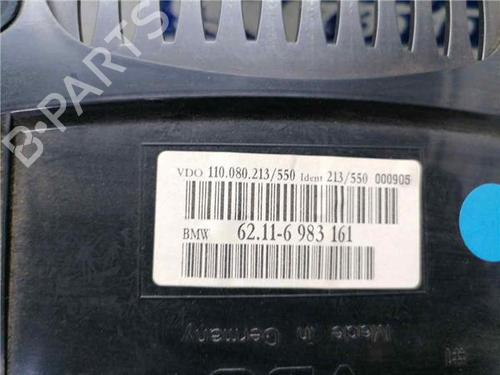 B-PARTS
VDO 110.080.213/550 Ident 213/550 000905
BMW 62.11-6 983 161
Made in Germany